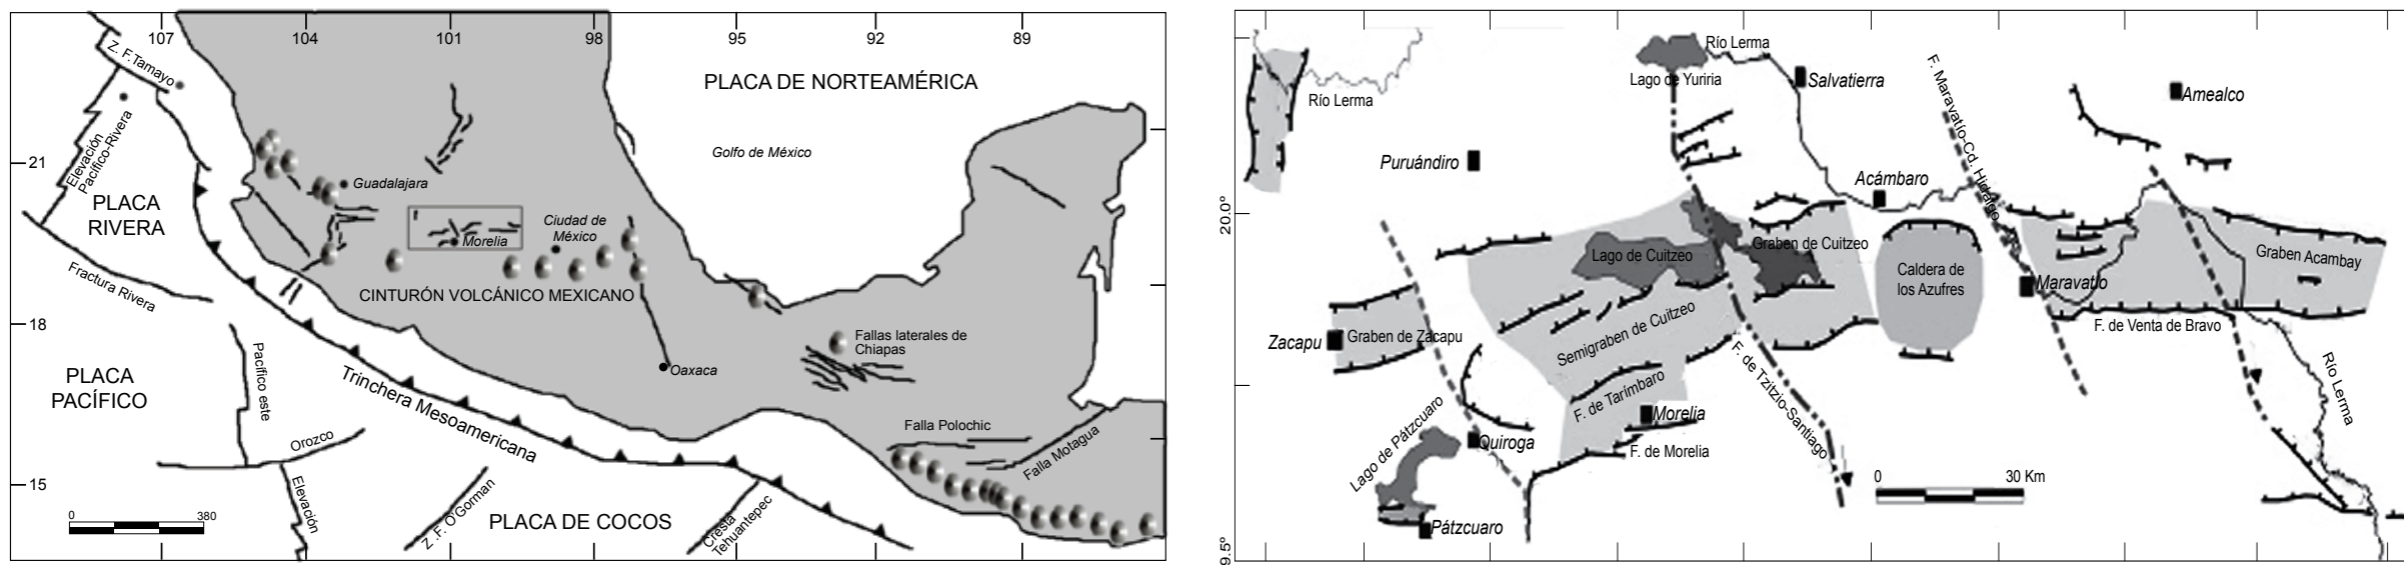 107
104
101
98
95
92
89
21
18
15
Z. F. Tamayo
Elevación
Pacífico-Rivera
PLACA DE NORTEAMÉRICA
Golfo de México
PLACA
RIVERA
Guadalajara
I
Morelia
Ciudad de
México
Fractura Rivera
CINTURÓN VOLCÁNICO MEXICANO
Fallas laterales de
Chiapas
Oaxaca
PLACA
PACÍFICO
Pacífico este
Trinchera Mesoamericana
Falla Polochic
Falla Motagua
Orozco
Elevación
Z. F. O'Gorman
PLACA DE COCOS
Cresta
Tehuantepec
0
380
20.0°
19.5°
Río Lerma
Lago de Yuriria
Río Lerma
Salvatierra
F. Maravatío-Cd. Hidalgo
Amealco
Puruándiro
Acámbaro
Lago de Cuitzeo
Graben de Cuitzeo
Caldera de
los Azufres
Maravatío
Graben Acambay
F. de Venta de Bravo
Zacapu
Graben de Zacapu
Semigraben de Cuitzeo
F. de Tarímbaro
F. de Tzitzio-Santiago
Río Lerma
Morelia
F. de Morelia
Lago de Pátzcuaro
Quiroga
Pátzcuaro
0
30 Km